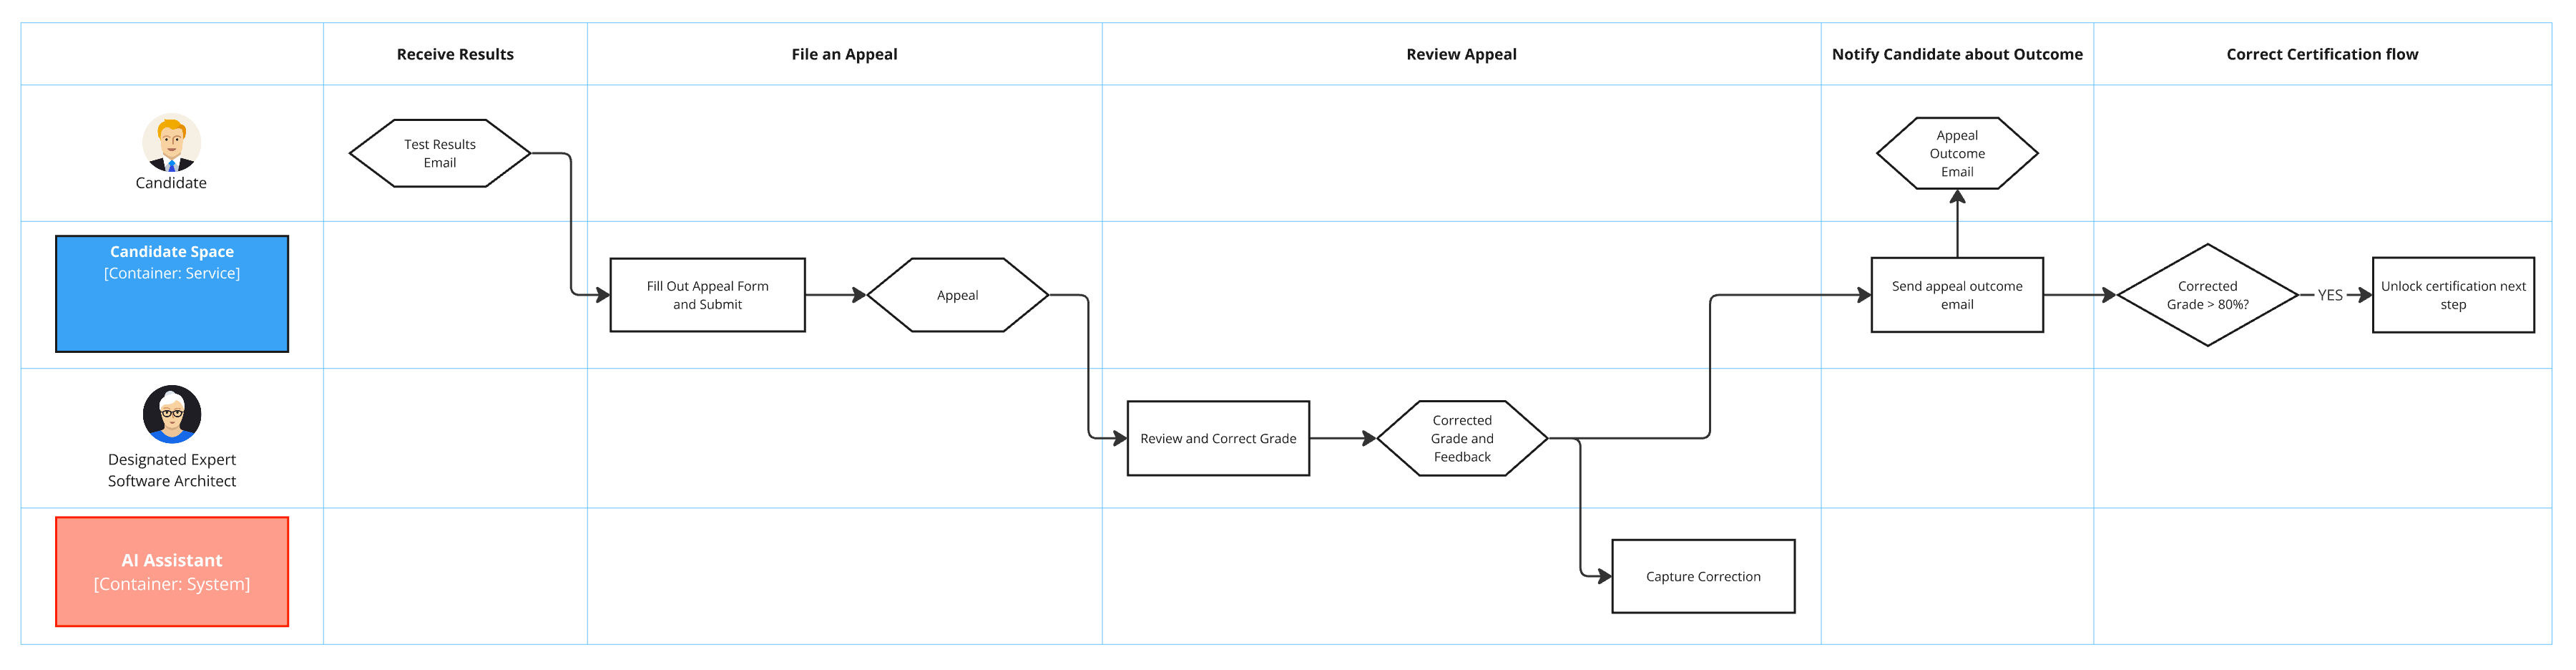 Receive Results
File an Appeal
Review Appeal
Notify Candidate about Outcome
Correct Certification flow
Candidate
Test Results
Email
Appeal
Outcome
Email
Candidate Space
[Container: Service]
Fill Out Appeal Form
and Submit
Appeal
Send appeal outcome
email
Corrected
Grade > 80%?
YES
Unlock certification next
step
Designated Expert
Software Architect
Review and Correct Grade
Corrected
Grade and
Feedback
AI Assistant
[Container: System]
Capture Correction